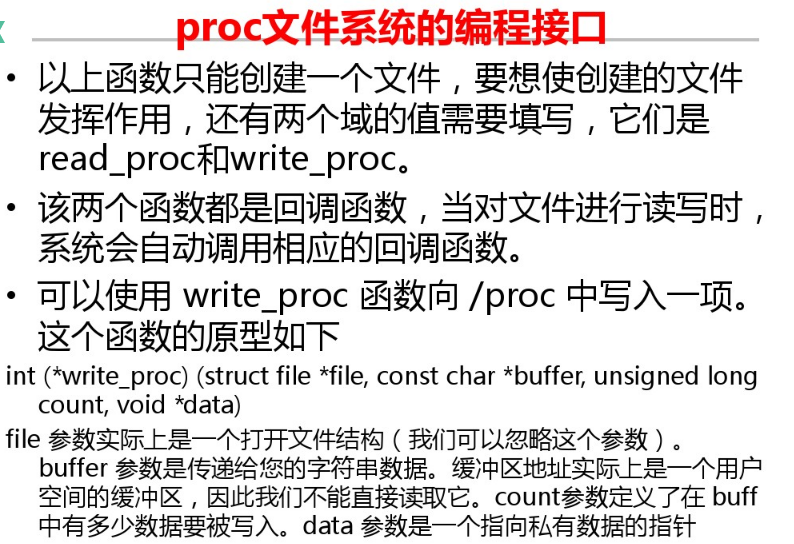 proc文件系统的编程接口
• 以上函数只能创建一个文件，要想使创建的文件
发挥作用，还有两个域的值需要填写，它们是
read_proc和write_proc。
• 该两个函数都是回调函数，当对文件进行读写时，
系统会自动调用相应的回调函数。
• 可以使用 write_proc 函数向 /proc 中写入一项。
这个函数的原型如下
int (*write_proc) (struct file *file, const char *buffer, unsigned long
count, void *data)
file 参数实际上是一个打开文件结构（我们可以忽略这个参数）。
buffer 参数是传递给您的字符串数据。缓冲区地址实际上是一个用户
空间的缓冲区，因此我们不能直接读取它。count参数定义了在 buff
中有多少数据要被写入。data 参数是一个指向私有数据的指针